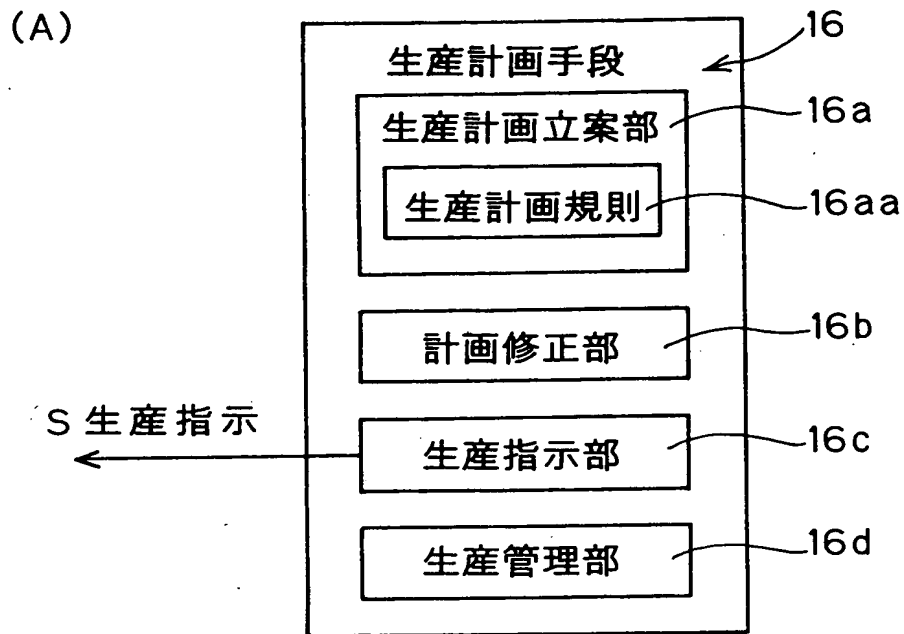 (A)
16
生産計画手段
生産計画立案部
16a
生産計画規則
16aa
計画修正部
16b
S 生産指示
生産指示部
16c
生産管理部
16d